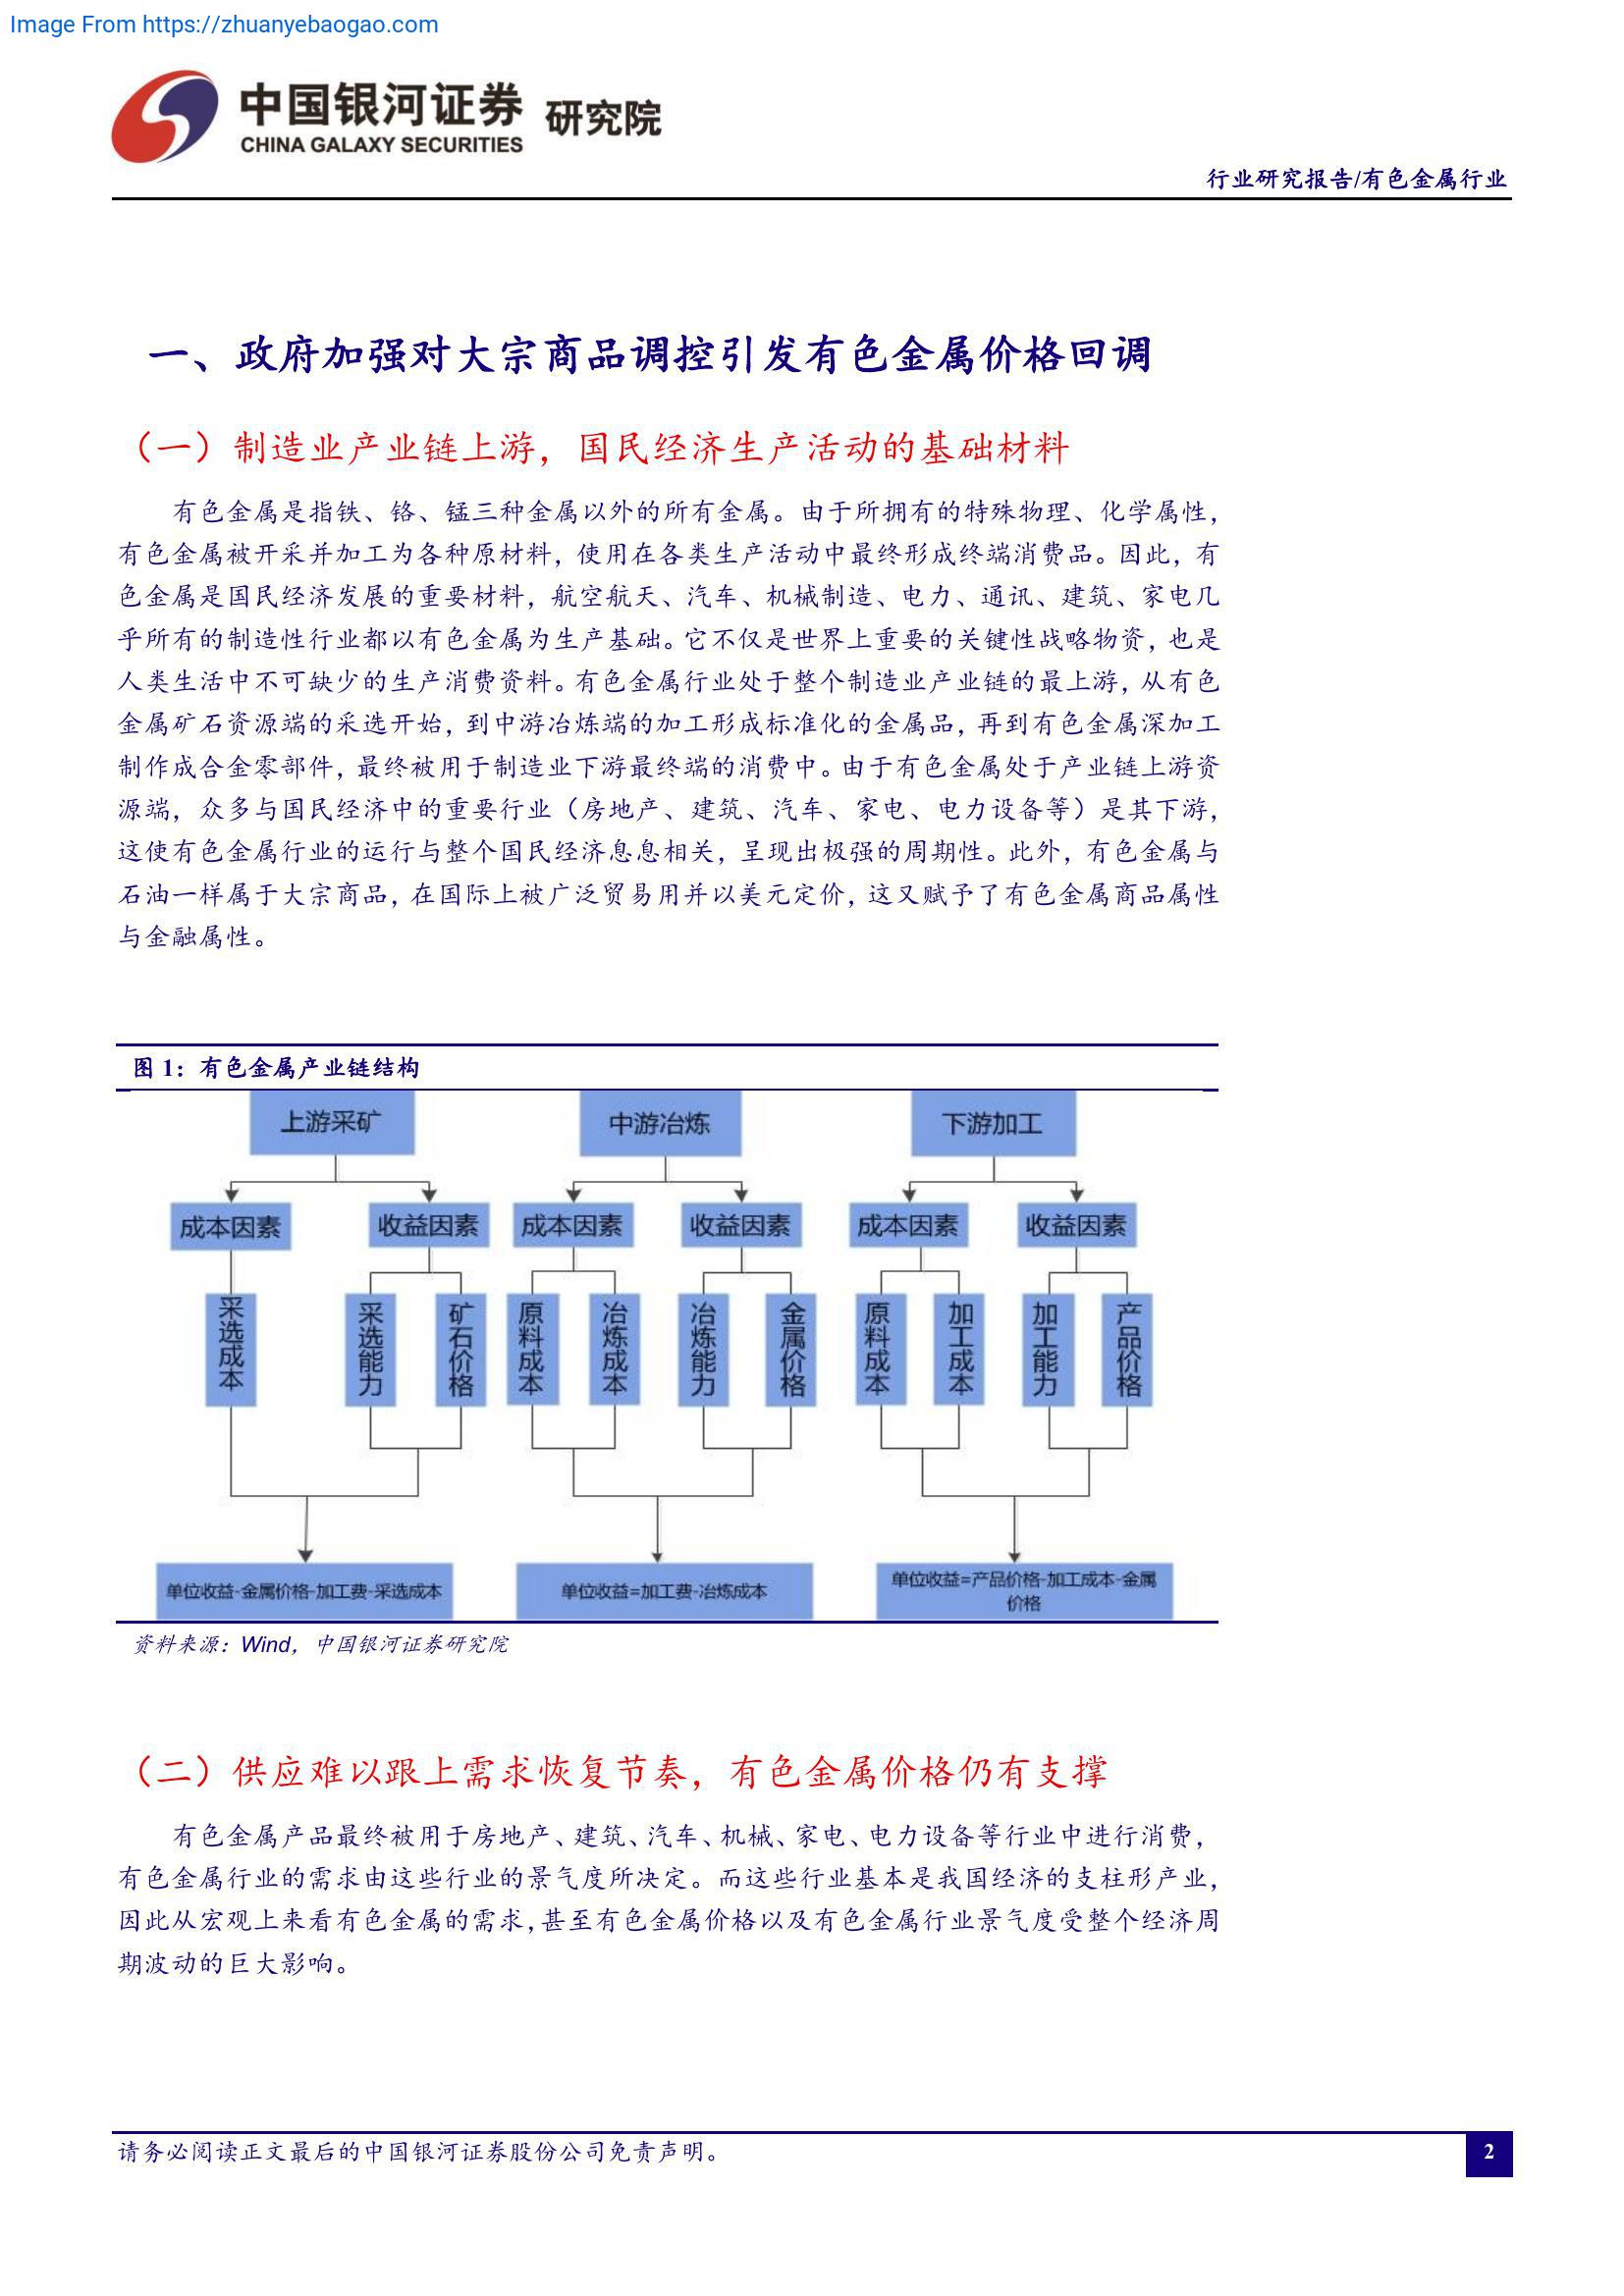 Image From https://zhuanyebaogao.com
中国银河证券 研究院
CHINA GALAXY SECURITIES
行业研究报告/有色金属行业
一、政府加强对大宗商品调控引发有色金属价格回调
（一）制造业产业链上游，国民经济生产活动的基础材料
有色金属是指铁、铬、锰三种金属以外的所有金属。由于所拥有的特殊物理、化学属性，
有色金属被开采并加工为各种原材料，使用在各类生产活动中最终形成终端消费品。因此，有
色金属是国民经济发展的重要材料，航空航天、汽车、机械制造、电力、通讯、建筑、家电几
乎所有的制造性行业都以有色金属为生产基础。它不仅是世界上重要的关键性战略物资，也是
人类生活中不可缺少的生产消费资料。有色金属行业处于整个制造业产业链的最上游，从有色
金属矿石资源端的采选开始，到中游冶炼端的加工形成标准化的金属品，再到有色金属深加工
制作成合金零部件，最终被用于制造业下游最终端的消费中。由于有色金属处于产业链上游资
源端，众多与国民经济中的重要行业（房地产、建筑、汽车、家电、电力设备等）是其下游，
这使有色金属行业的运行与整个国民经济息息相关，呈现出极强的周期性。此外，有色金属与
石油一样属于大宗商品，在国际上被广泛贸易用并以美元定价，这又赋予了有色金属商品属性
与金融属性。
图 1：有色金属产业链结构
上游采矿
中游冶炼
下游加工
成本因素
收益因素
成本因素
收益因素
成本因素
收益因素
采选成本
采选能力
矿石价格
原料成本
冶炼成本
冶炼能力
金属价格
原料成本
加工成本
加工能力
产品价格
单位收益-金属价格-加工费-采选成本
单位收益=加工费-冶炼成本
单位收益=产品价格-加工成本-金属
价格
资料来源：Wind，中国银河证券研究院
（二）供应难以跟上需求恢复节奏，有色金属价格仍有支撑
有色金属产品最终被用于房地产、建筑、汽车、机械、家电、电力设备等行业中进行消费，
有色金属行业的需求由这些行业的景气度所决定。而这些行业基本是我国经济的支柱形产业，
因此从宏观上来看有色金属的需求，甚至有色金属价格以及有色金属行业景气度受整个经济周
期波动的巨大影响。
请务必阅读正文最后的中国银河证券股份公司免责声明。
2